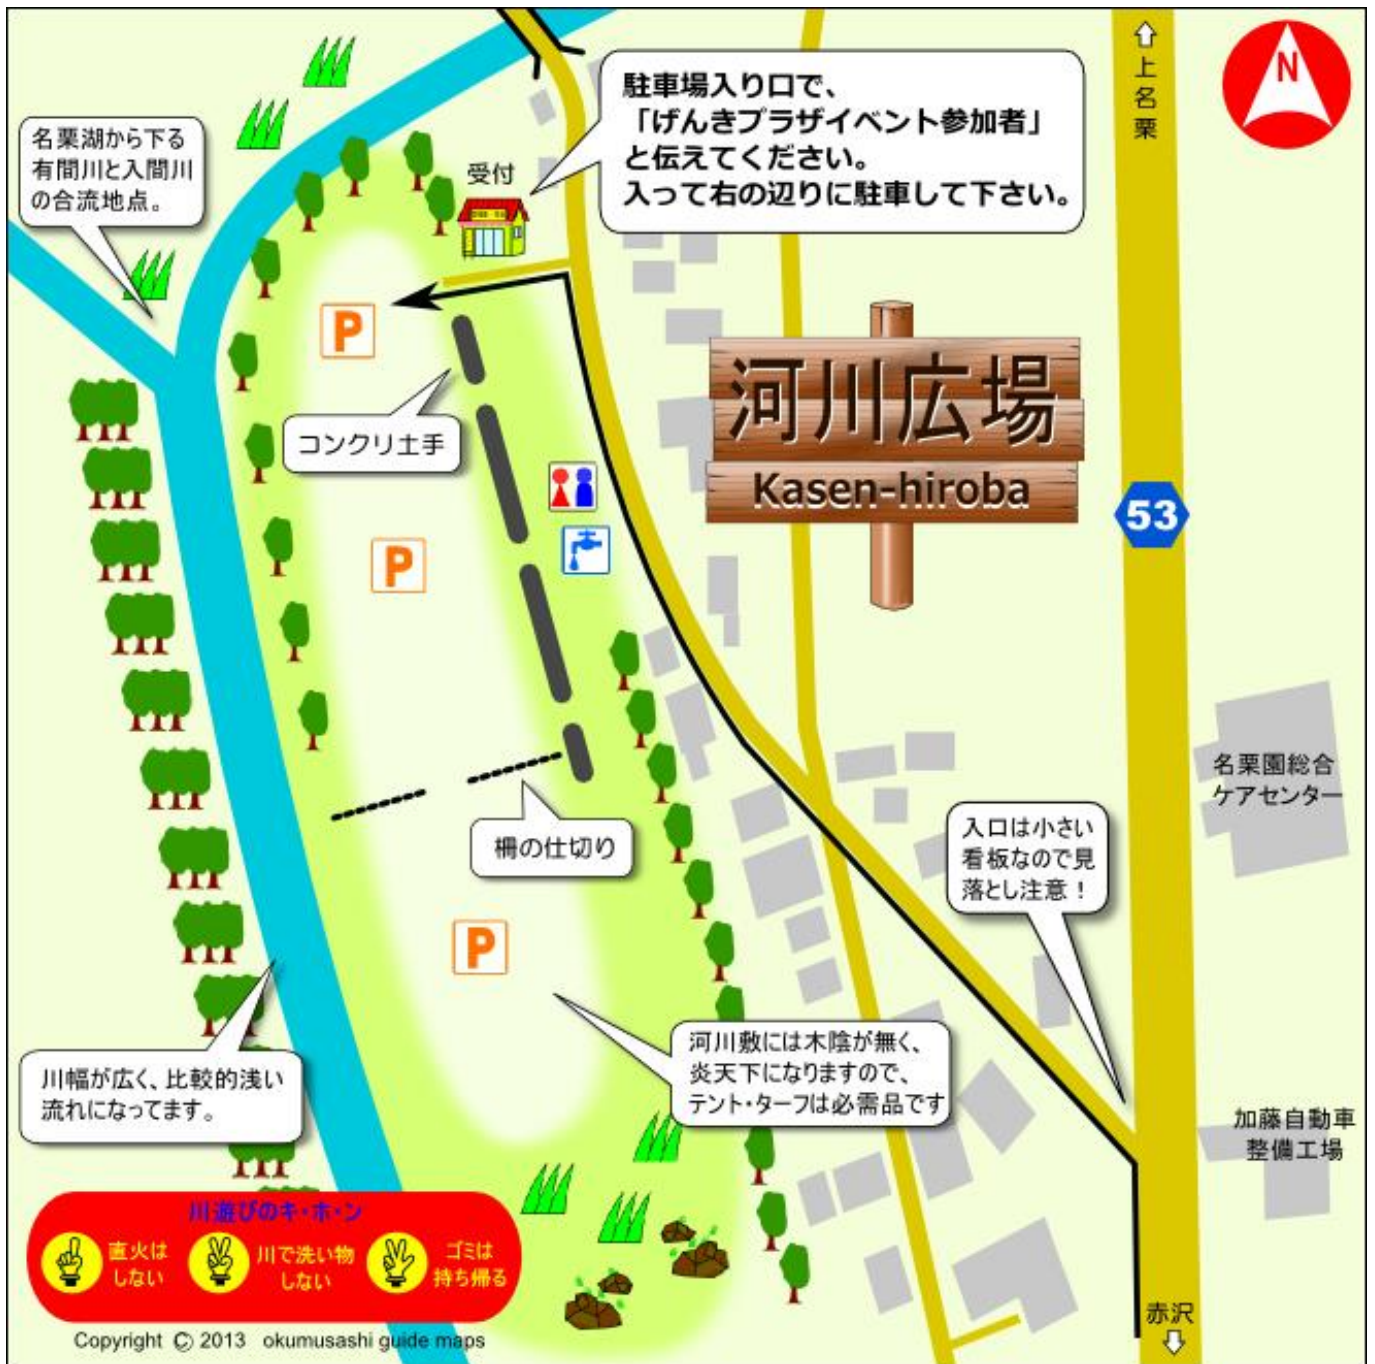 駐車場入り口で、
「げんきプラザイベント参加者」
と伝えてください。
入って右の辺りに駐車して下さい。
N
上名栗
名栗湖から下る
有間川と入間川
の合流地点。
受付
P
コンクリ土手
河川広場
Kasen-hiroba
53
P
名栗園総合
ケアセンター
入口は小さい
看板なので見
落とし注意！
柵の仕切り
P
河川敷には木陰が無く、
炎天下になりますので、
テント・ターフは必需品です
川幅が広く、比較的浅い
流れになってます。
加藤自動車
整備工場
川遊びのキ・ホ・ン
直火は
しない
川で洗い物
しない
ゴミは
持ち帰る
赤沢
Copyright © 2013 okumusashi guide maps